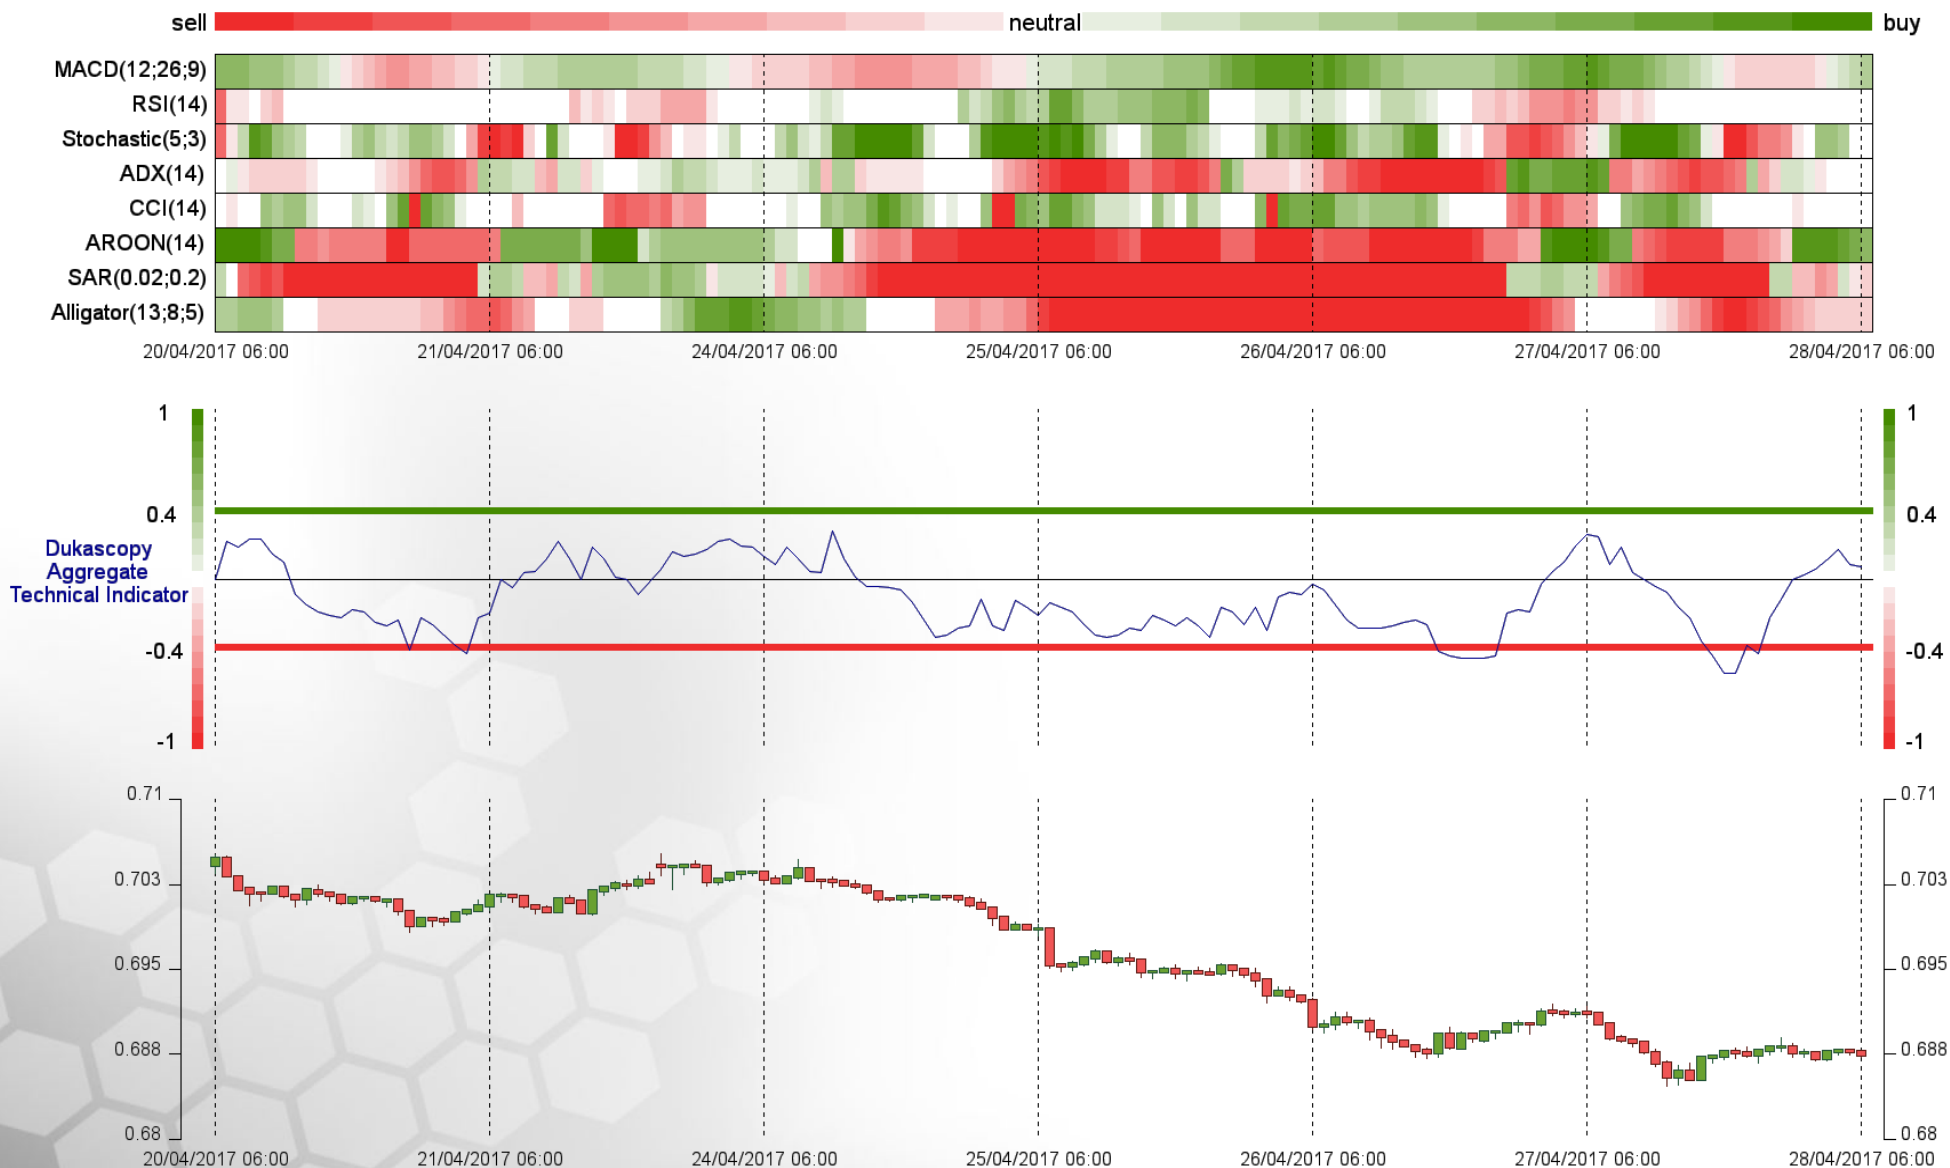 sell neutral buy
MACD(12;26;9)
RSI(14)
Stochastic(5;3)
ADX(14)
CCI(14)
AROON(14)
SAR(0.02;0.2)
Alligator(13;8;5)
20/04/2017 06:00 21/04/2017 06:00 24/04/2017 06:00 25/04/2017 06:00 26/04/2017 06:00 27/04/2017 06:00 28/04/2017 06:00
1 1
0.4 0.4
Dukascopy
Aggregate
Technical Indicator
-0.4 -0.4
-1 -1
0.71 0.71
0.703 0.703
0.695 0.695
0.688 0.688
0.68 0.68
20/04/2017 06:00 21/04/2017 06:00 24/04/2017 06:00 25/04/2017 06:00 26/04/2017 06:00 27/04/2017 06:00 28/04/2017 06:00